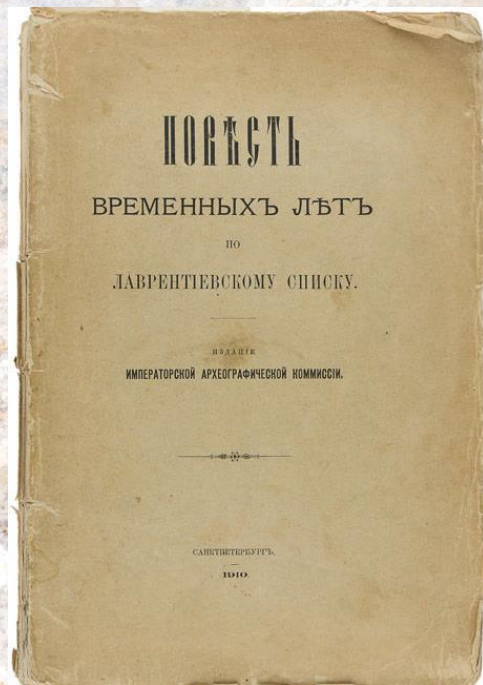 ПОВѢСТЬ
ВРЕМЕННЫХЪ ЛѢТЪ
ПО
ЛАВРЕНТІЕВСКОМУ СПИСКУ.
ИЗДАНІЕ
ИМПЕРАТОРСКОЙ АРХЕОГРАФИЧЕСКОЙ КОММИССІИ.
САНКТПЕТЕРБУРГЪ.
1910.